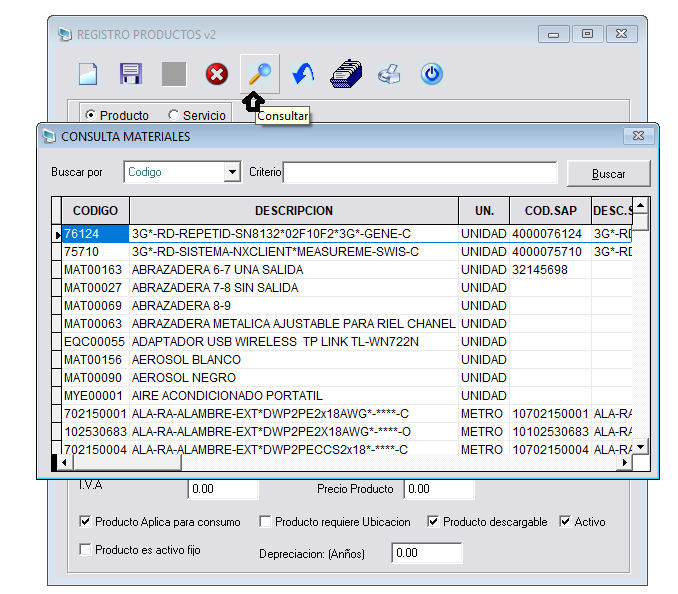 REGISTRO PRODUCTOS v2
Producto Servicio
Consultar
CONSULTA MATERIALES
Buscar por Codigo Criterio Buscar
CODIGO DESCRIPCION UN. COD.SAP DESC.S
76124 3G*-RD-REPETID-SN8132*02F10F2*3G*-GENE-C UNIDAD 4000076124 3G*-RD
75710 3G*-RD-SISTEMA-NXCLIENT*MEASUREME-SWIS-C UNIDAD 4000075710 3G*-RD
MAT00163 ABRAZADERA 6-7 UNA SALIDA UNIDAD 32145698
MAT00027 ABRAZADERA 7-8 SIN SALIDA UNIDAD
MAT00069 ABRAZADERA 8-9 UNIDAD
MAT00063 ABRAZADERA METALICA AJUSTABLE PARA RIEL CHANEL UNIDAD
EQC00055 ADAPTADOR USB WIRELESS TP LINK TL-WN722N UNIDAD
MAT00156 AEROSOL BLANCO UNIDAD
MAT00090 AEROSOL NEGRO UNIDAD
MYE00001 AIRE ACONDICIONADO PORTATIL UNIDAD
702150001 ALA-RA-ALAMBRE-EXT*DWP2PE2x18AWG*-****-C METRO 10702150001 ALA-RA
102530683 ALA-RA-ALAMBRE-EXT*DWP2PE2X18AWG*-****-O METRO 10102530683 ALA-RA
702150004 ALA-RA-ALAMBRE-EXT*DWP2PECCS2x18*-****-C METRO 10702150004 ALA-RA
I.V.A 0.00 Precio Producto 0.00
Producto Aplica para consumo Producto requiere Ubicacion Producto descargable Activo
Producto es activo fijo Depreciacion: (Anños) 0.00